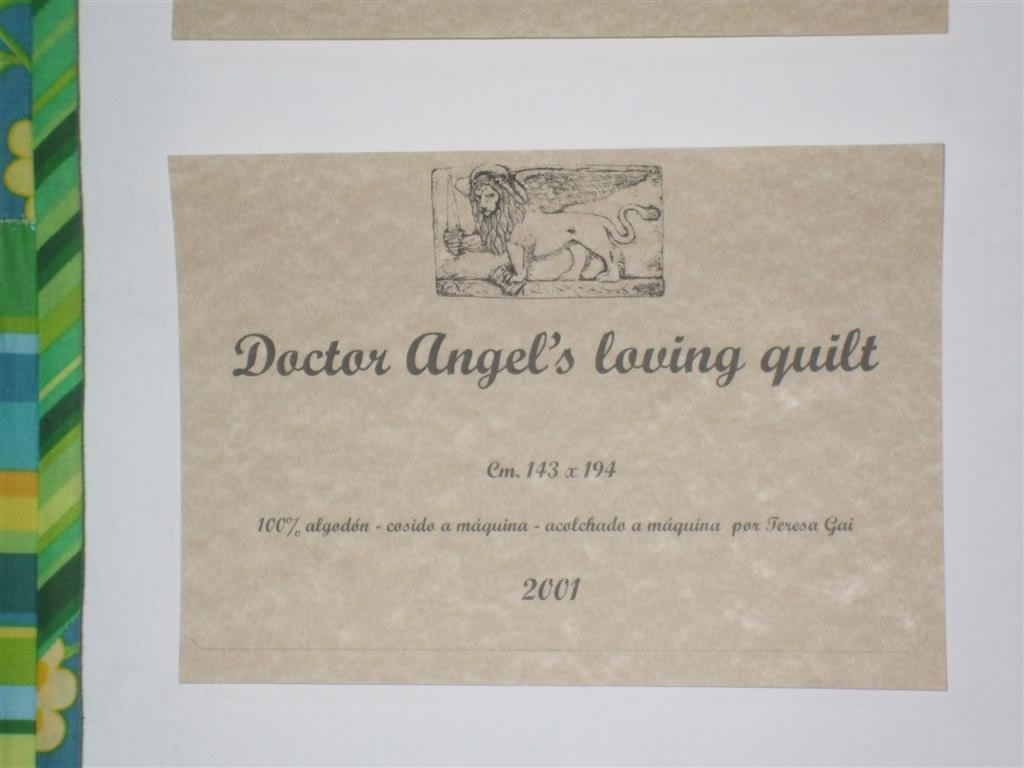 Doctor Angel's loving quilt
Cm. 143 x 194
100% algodón - cosido a máquina - acolchado a máquina por Teresa Gai
2001